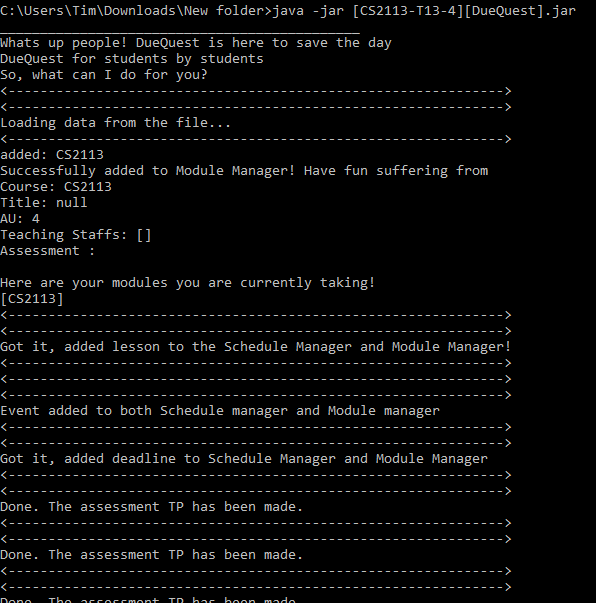 C:\Users\Tim\Downloads\New folder>java -jar [CS2113-T13-4][DueQuest].jar
_____________________________________________
Whats up people! DueQuest is here to save the day
DueQuest for students by students
So, what can I do for you?
<-------------------------------------------------------------->
<-------------------------------------------------------------->
Loading data from the file...
<-------------------------------------------------------------->
added: CS2113
Successfully added to Module Manager! Have fun suffering from
Course: CS2113
Title: null
AU: 4
Teaching Staffs: []
Assessment :
Here are your modules you are currently taking!
[CS2113]
<-------------------------------------------------------------->
<-------------------------------------------------------------->
Got it, added lesson to the Schedule Manager and Module Manager!
<-------------------------------------------------------------->
<-------------------------------------------------------------->
<-------------------------------------------------------------->
Event added to both Schedule manager and Module manager
<-------------------------------------------------------------->
<-------------------------------------------------------------->
Got it, added deadline to Schedule Manager and Module Manager
<-------------------------------------------------------------->
<-------------------------------------------------------------->
Done. The assessment TP has been made.
<-------------------------------------------------------------->
<-------------------------------------------------------------->
Done. The assessment TP has been made.
<-------------------------------------------------------------->
<-------------------------------------------------------------->
Done. The assessment TP has been made.